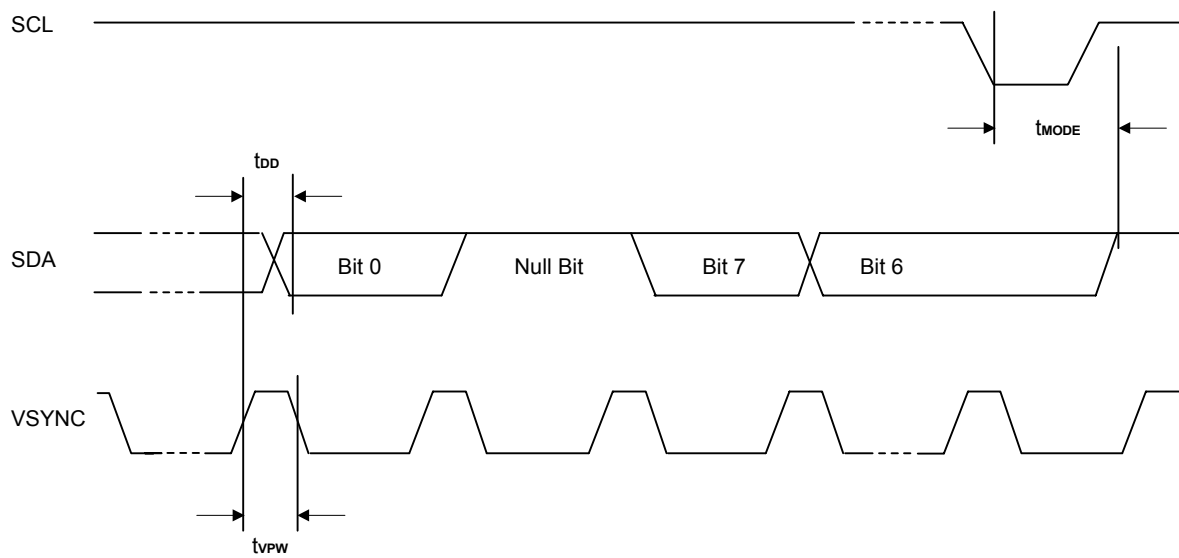 SCL
tMODE
tDD
SDA
Bit 0
Null Bit
Bit 7
Bit 6
VSYNC
tVPW